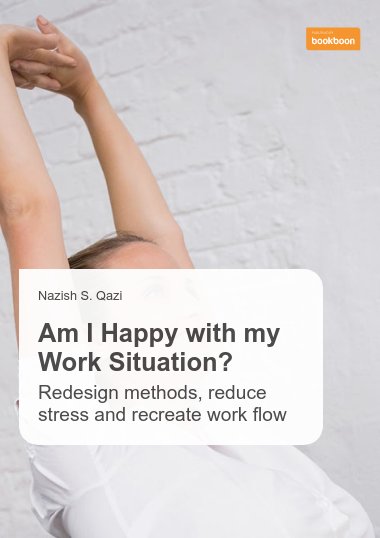 bookboon
Nazish S. Qazi
Am I Happy with my
Work Situation?
Redesign methods, reduce
stress and recreate work flow